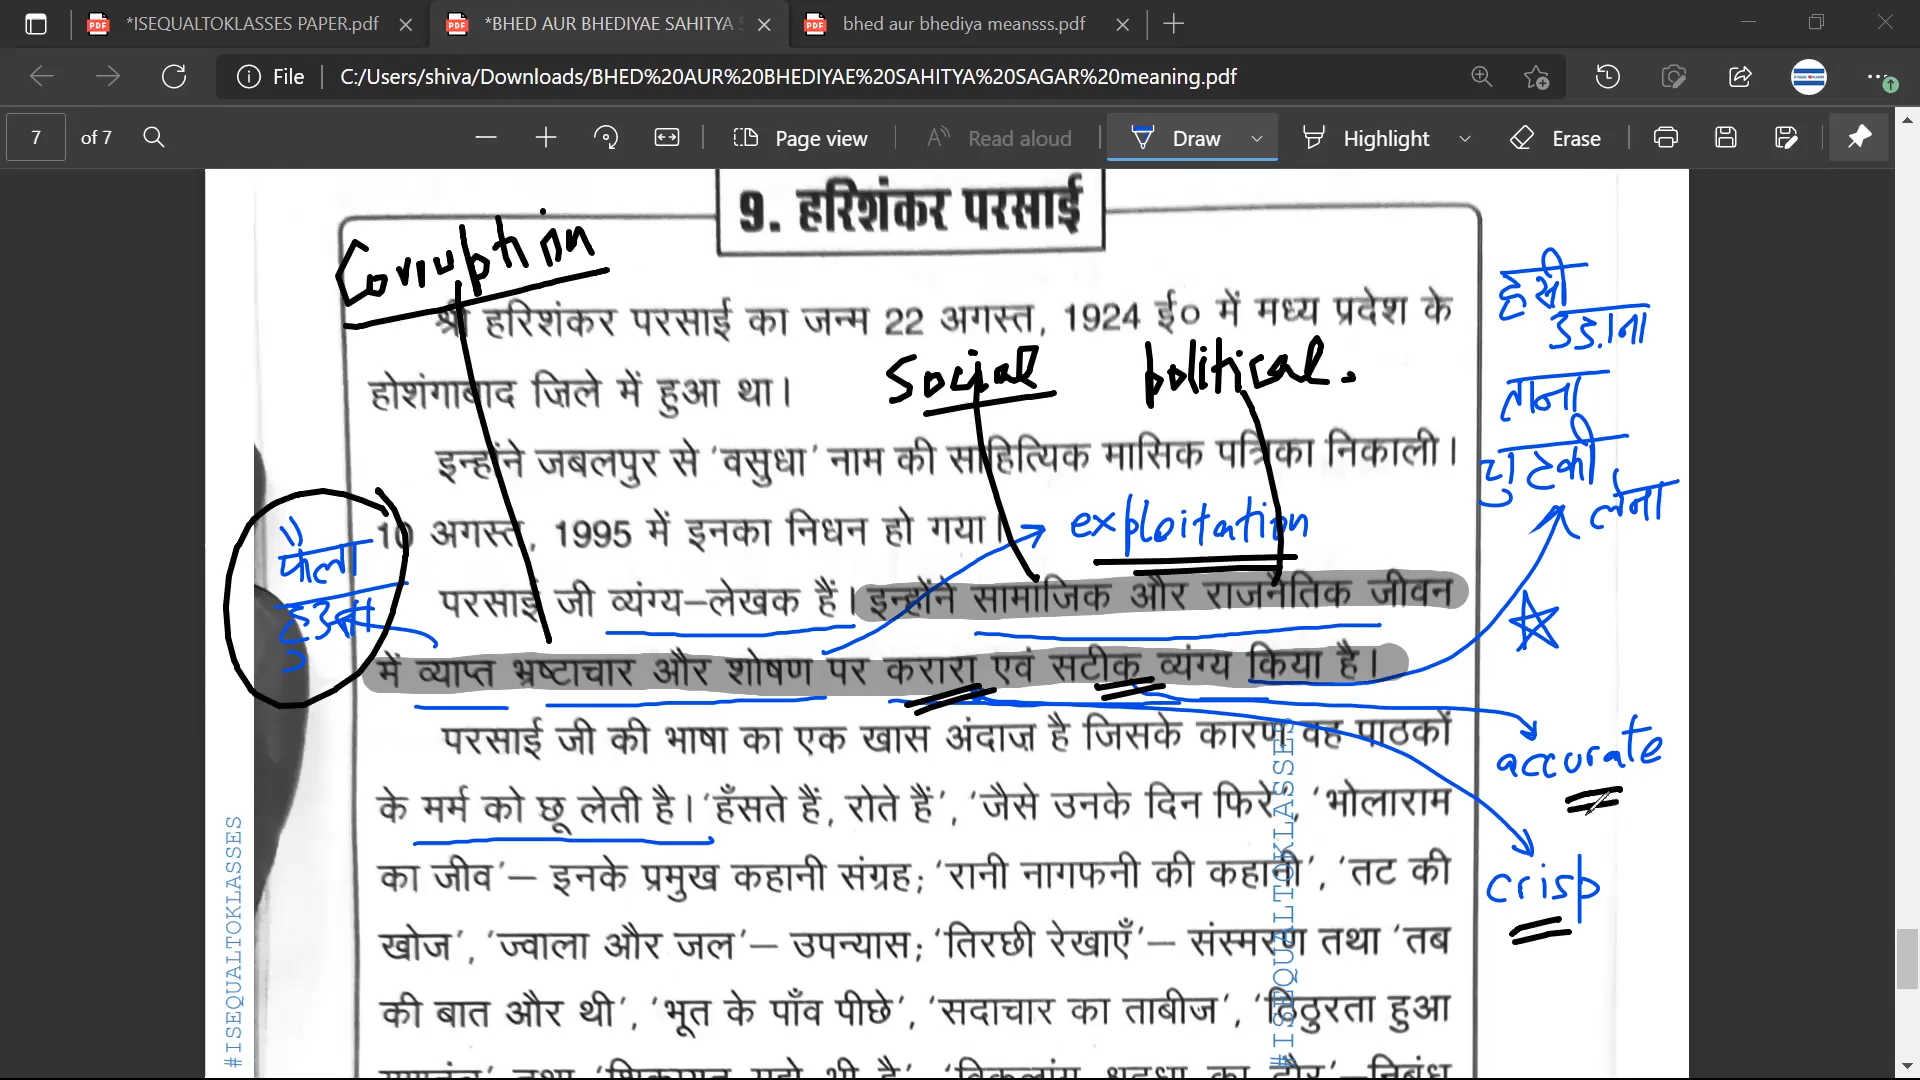 *ISEQUALTOKLASSES PAPER.pdf
*BHED AUR BHEDIYAE SAHITYA S
bhed aur bhediya meansss.pdf
File
C:/Users/shiva/Downloads/BHED%20AUR%20BHEDIYAE%20SAHITYA%20SAGAR%20meaning.pdf
7 of 7
Page view
Read aloud
Draw
Highlight
Erase
9. हरिशंकर परसाई
Corruption
श्री हरिशंकर परसाई का जन्म 22 अगस्त, 1924 ई० में मध्य प्रदेश के
हँसी
उड़ाना
social political.
होशंगाबाद ज़िले में हुआ था।
ताना
इन्होंने जबलपुर से 'वसुधा' नाम की साहित्यिक मासिक पत्रिका निकाली।
चुटकी
लेना
10 अगस्त, 1995 में इनका निधन हो गया।
exploitation
फैला
हुआ
परसाई जी व्यंग्य-लेखक हैं। इन्होंने सामाजिक और राजनैतिक जीवन
में व्याप्त भ्रष्टाचार और शोषण पर करारा एवं सटीक व्यंग्य किया है।
परसाई जी की भाषा का एक खास अंदाज़ है जिसके कारण वह पाठकों
accurate
के मर्म को छू लेती है। 'हँसते हैं, रोते हैं', 'जैसे उनके दिन फिरे', 'भोलाराम
का जीव'– इनके प्रमुख कहानी संग्रह; 'रानी नागफनी की कहानी', 'तट की
crisp
खोज', 'ज्वाला और जल'– उपन्यास; 'तिरछी रेखाएँ'– संस्मरण तथा 'तब
की बात और थी', 'भूत के पाँव पीछे', 'सदाचार का ताबीज', 'ठिठुरता हुआ
गणतंत्र' तथा 'शिकायत मुझे भी है', 'विकलांग श्रद्धा का दौर'–निबंध
#ISEQUALTOKLASSES
#ISEQUALTOKLASSES